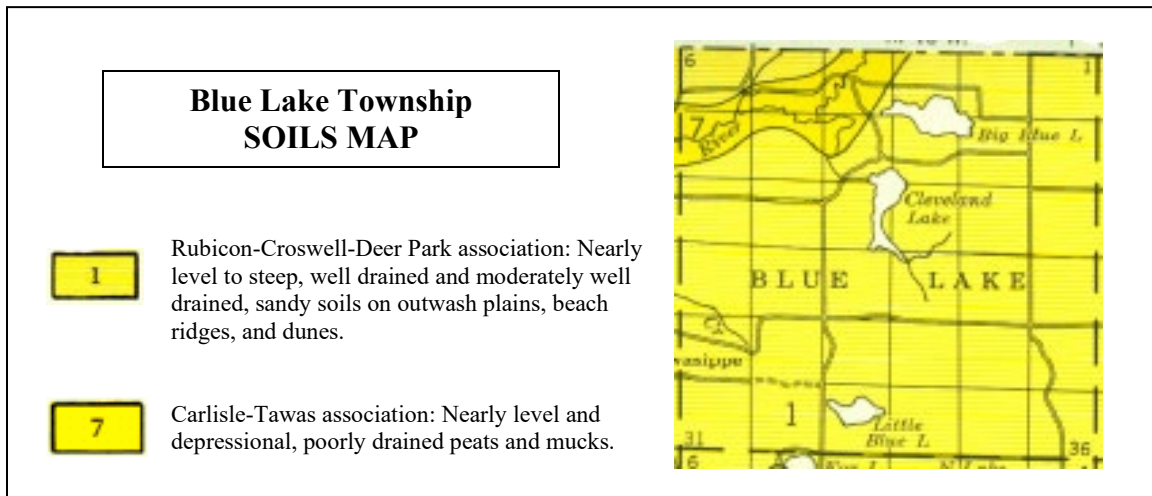 Blue Lake Township
SOILS MAP
1
Rubicon-Croswell-Deer Park association: Nearly
level to steep, well drained and moderately well
drained, sandy soils on outwash plains, beach
ridges, and dunes.
7
Carlisle-Tawas association: Nearly level and
depressional, poorly drained peats and mucks.
6
1
7
River
Big Blue L
Cleveland
Lake
BLUE LAKE
1
Little
Blue L
31
36
6